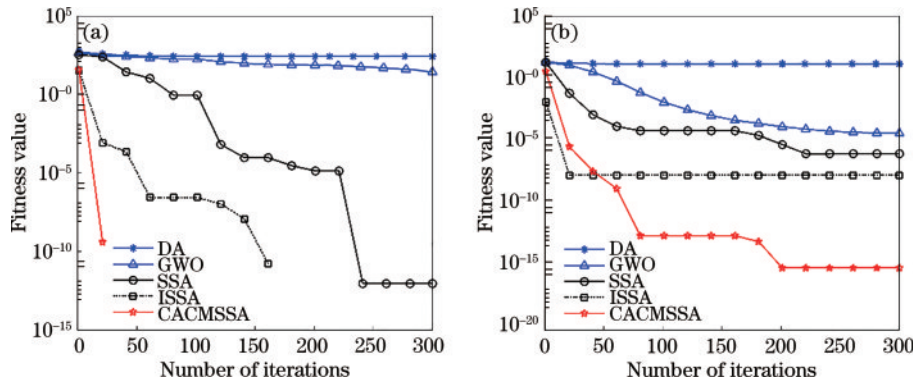 (a)
10^5
10^0
10^-5
10^-10
10^-15
Fitness value
DA
GWO
SSA
ISSA
CACMSSA
0 50 100 150 200 250 300
Number of iterations
(b)
10^5
10^0
10^-5
10^-10
10^-15
10^-20
Fitness value
DA
GWO
SSA
ISSA
CACMSSA
0 50 100 150 200 250 300
Number of iterations